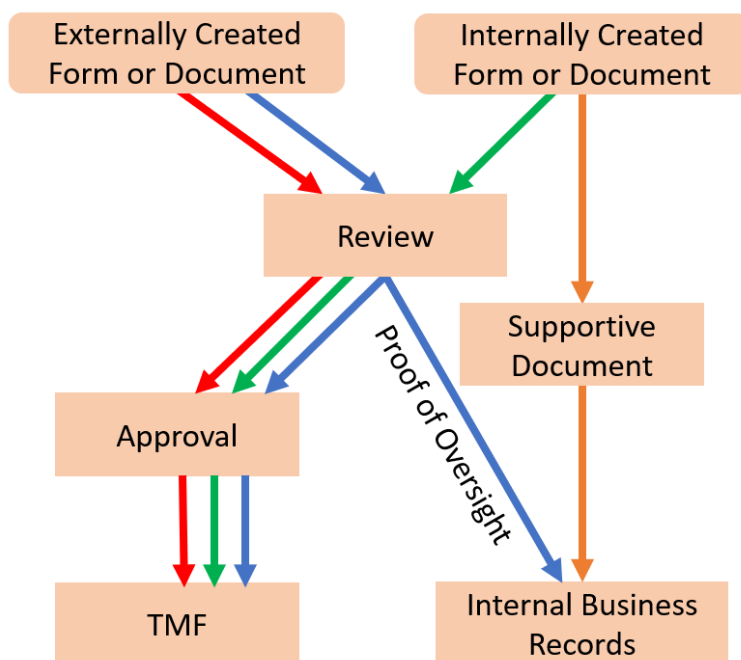 Externally Created
Form or Document
Internally Created
Form or Document
Review
Proof of Oversight
Supportive
Document
Approval
TMF
Internal Business
Records